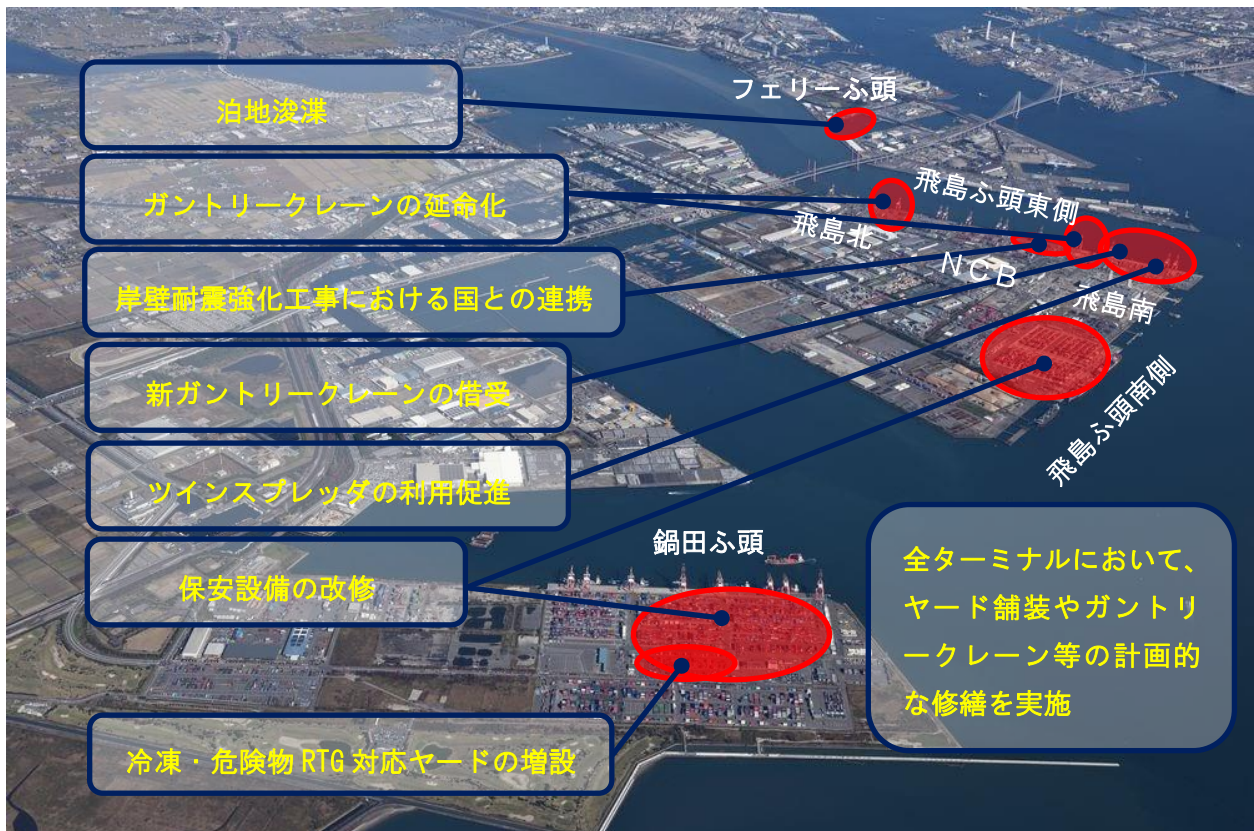 泊地浚渫
ガントリークレーンの延命化
岸壁耐震強化工事における国との連携
新ガントリークレーンの借受
ツインスプレッダの利用促進
保安設備の改修
冷凍・危険物 RTG 対応ヤードの増設
フェリーふ頭
飛島ふ頭東側
飛島北
ＮＣＢ
飛島南
飛島ふ頭南側
鍋田ふ頭
全ターミナルにおいて、
ヤード舗装やガントリ
ークレーン等の計画的
な修繕を実施